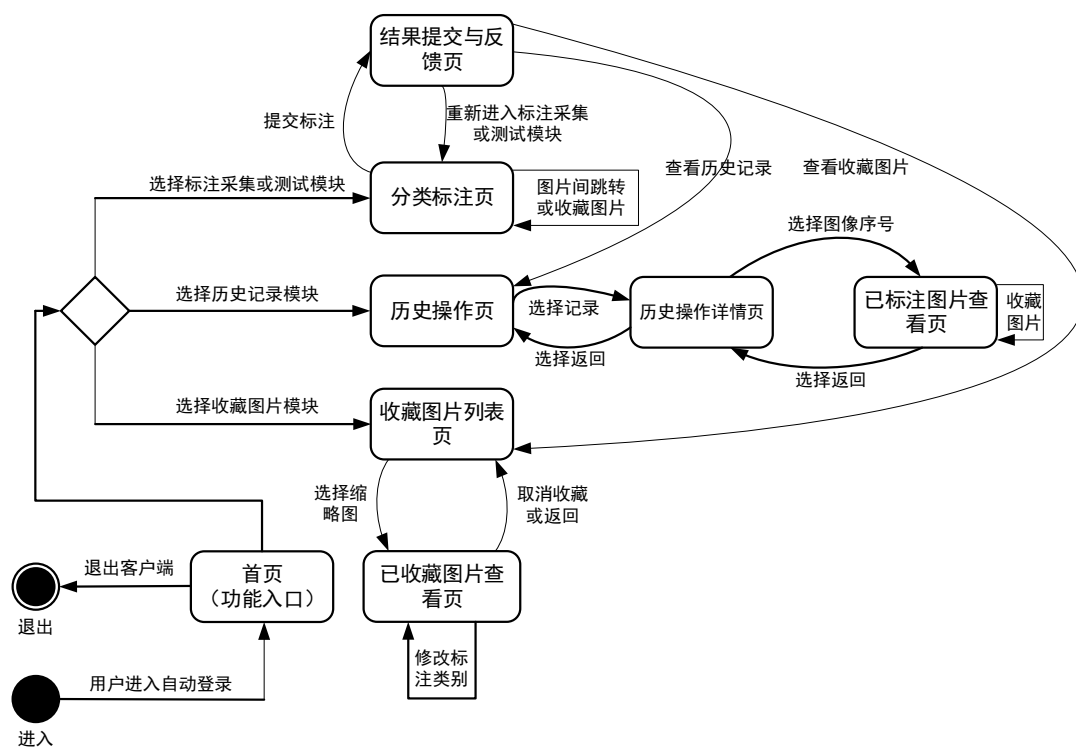 结果提交与反
馈页
提交标注
重新进入标注采集
或测试模块
查看历史记录
查看收藏图片
选择标注采集或测试模块
分类标注页
图片间跳转
或收藏图片
选择图像序号
选择历史记录模块
历史操作页
选择记录
历史操作详情页
已标注图片查
看页
收藏
图片
选择返回
选择返回
选择收藏图片模块
收藏图片列表
页
选择缩
略图
取消收藏
或返回
退出客户端
首页
（功能入口）
已收藏图片查
看页
退出
修改标
注类别
用户进入自动登录
进入